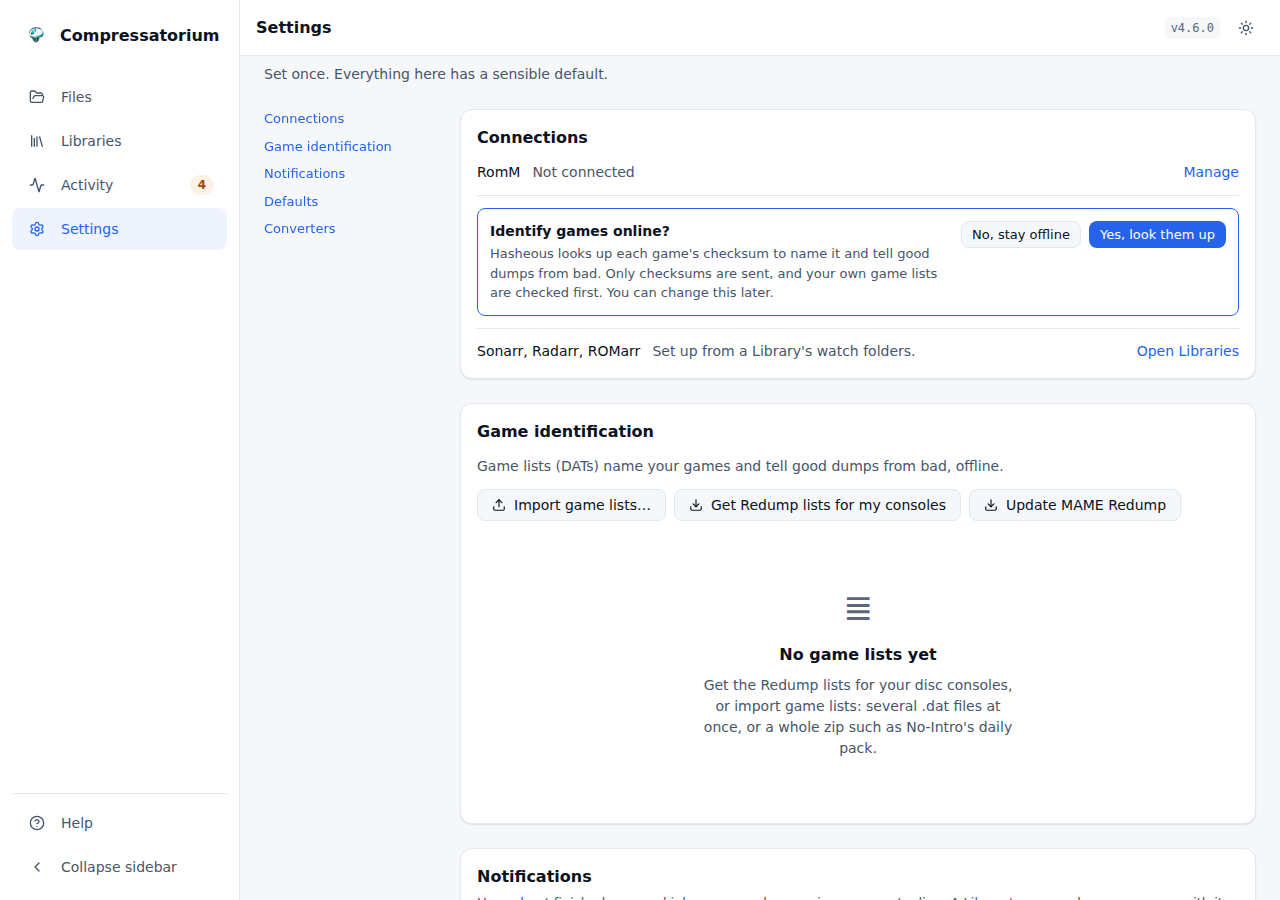 Compressatorium
Files
Libraries
Activity
4
Settings
Help
Collapse sidebar
Settings
v4.6.0
Set once. Everything here has a sensible default.
Connections
Game identification
Notifications
Defaults
Converters
Connections
RomM Not connected
Manage
Identify games online?
Hasheous looks up each game's checksum to name it and tell good
dumps from bad. Only checksums are sent, and your own game lists
are checked first. You can change this later.
No, stay offline
Yes, look them up
Sonarr, Radarr, ROMarr Set up from a Library's watch folders.
Open Libraries
Game identification
Game lists (DATs) name your games and tell good dumps from bad, offline.
Import game lists...
Get Redump lists for my consoles
Update MAME Redump
No game lists yet
Get the Redump lists for your disc consoles,
or import game lists: several .dat files at
once, or a whole zip such as No-Intro's daily
pack.
Notifications